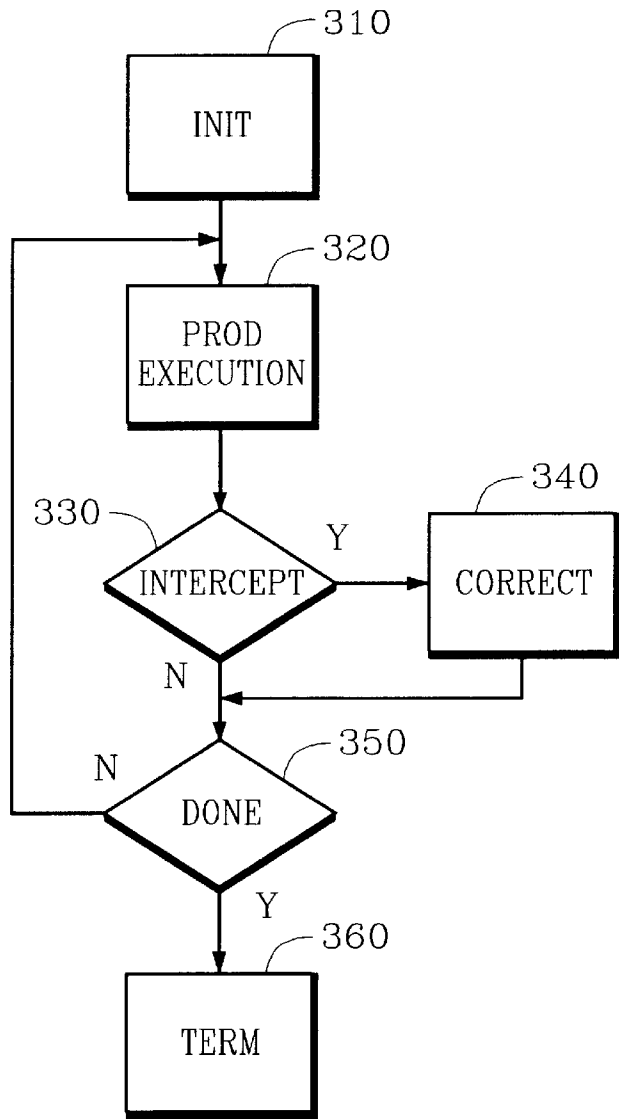 310
INIT
320
PROD
EXECUTION
330
Y
340
INTERCEPT
CORRECT
N
350
N
DONE
Y
360
TERM